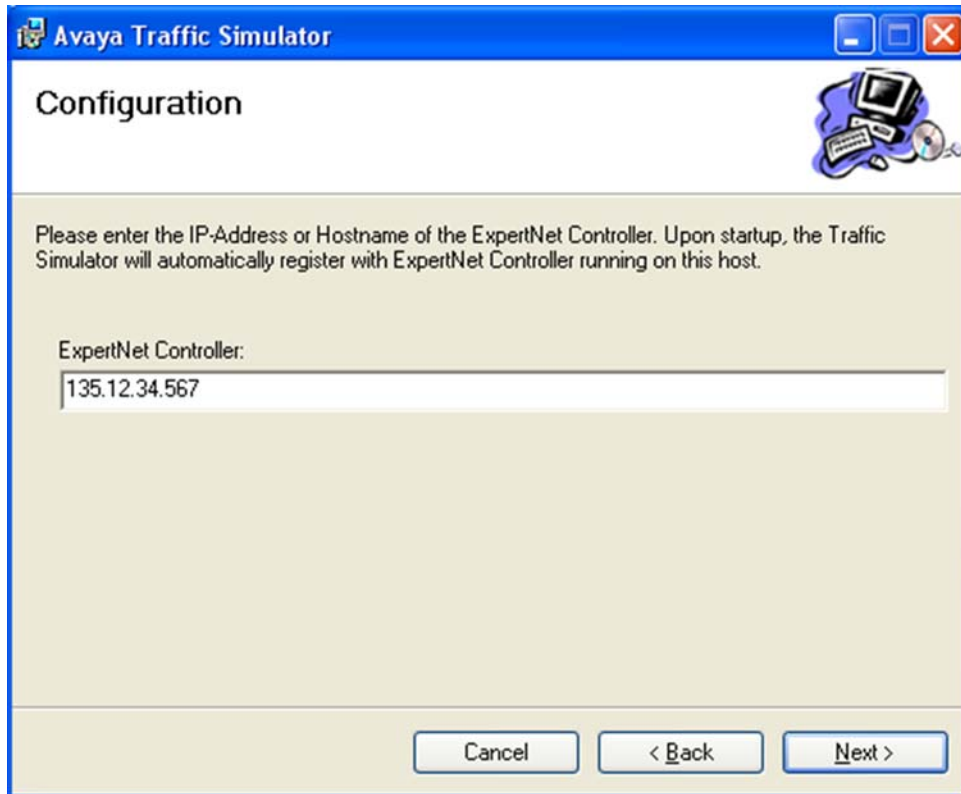 Avaya Traffic Simulator
Configuration
Please enter the IP-Address or Hostname of the ExpertNet Controller. Upon startup, the Traffic
Simulator will automatically register with ExpertNet Controller running on this host.
ExpertNet Controller:
135.12.34.567
Cancel
< Back
Next >